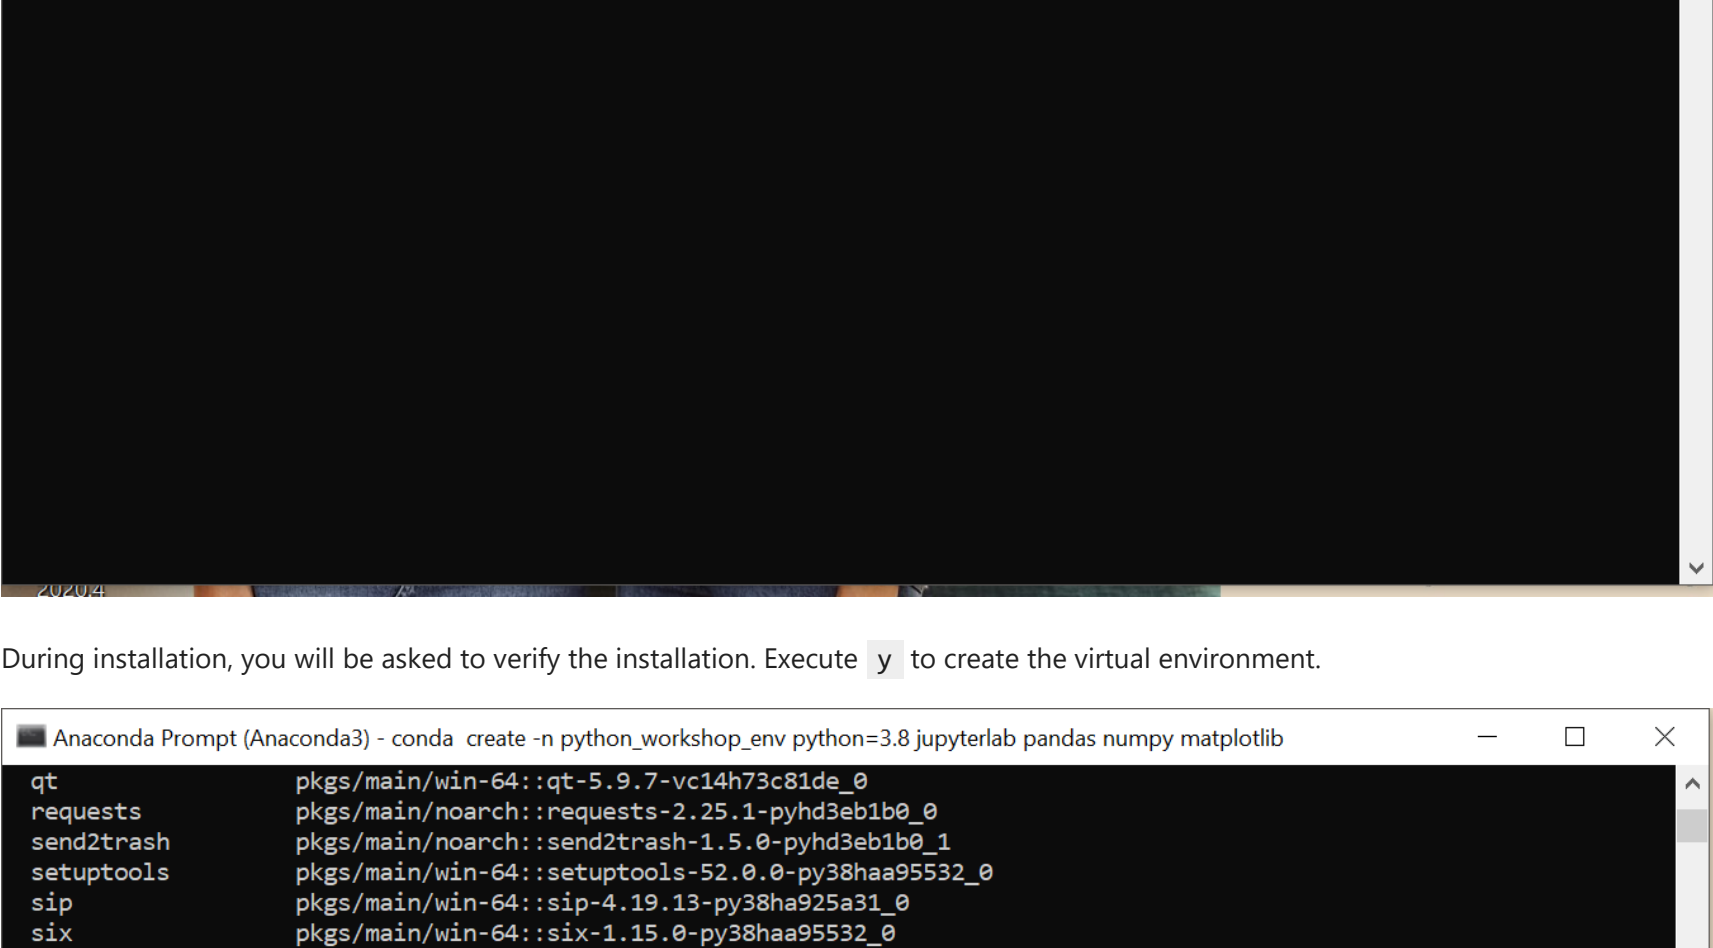 2020.4
During installation, you will be asked to verify the installation. Execute y to create the virtual environment.
Anaconda Prompt (Anaconda3) - conda  create -n python_workshop_env python=3.8 jupyterlab pandas numpy matplotlib
qt pkgs/main/win-64::qt-5.9.7-vc14h73c81de_0
requests pkgs/main/noarch::requests-2.25.1-pyhd3eb1b0_0
send2trash pkgs/main/noarch::send2trash-1.5.0-pyhd3eb1b0_1
setuptools pkgs/main/win-64::setuptools-52.0.0-py38haa95532_0
sip pkgs/main/win-64::sip-4.19.13-py38ha925a31_0
six pkgs/main/win-64::six-1.15.0-py38haa95532_0